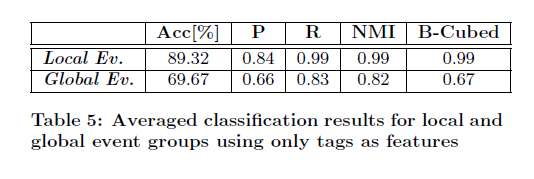 Acc[%] P R NMI B-Cubed
Local Ev. 89.32 0.84 0.99 0.99 0.99
Global Ev. 69.67 0.66 0.83 0.82 0.67
Table 5: Averaged classification results for local and
global event groups using only tags as features